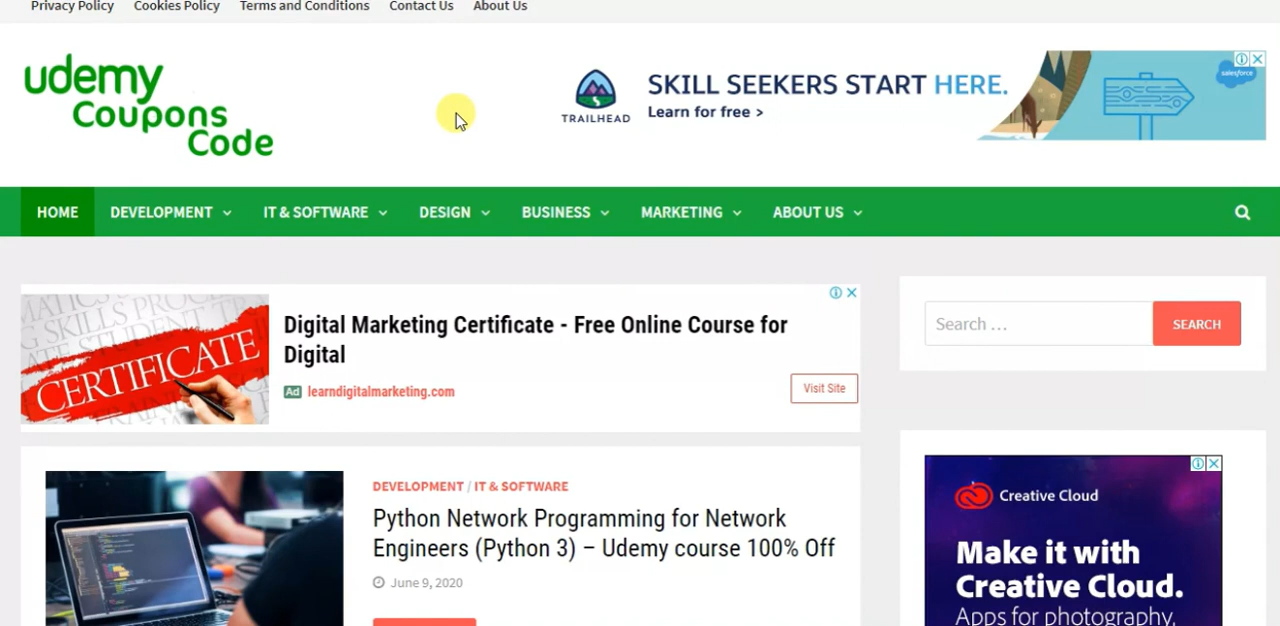 Privacy Policy Cookies Policy Terms and Conditions Contact Us About Us
udemy
Coupons
Code
TRAILHEAD
SKILL SEEKERS START HERE.
Learn for free >
salesforce
HOME DEVELOPMENT IT & SOFTWARE DESIGN BUSINESS MARKETING ABOUT US
CERTIFICATE
Digital Marketing Certificate - Free Online Course for
Digital
Ad learndigitalmarketing.com
Visit Site
Search …
SEARCH
DEVELOPMENT / IT & SOFTWARE
Python Network Programming for Network
Engineers (Python 3) – Udemy course 100% Off
June 9, 2020
Creative Cloud
Make it with
Creative Cloud.
Apps for photography,